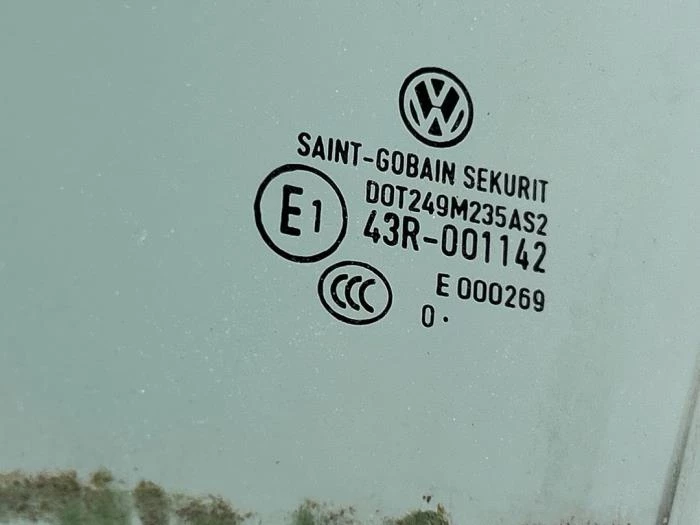 SAINT-GOBAIN SEKURIT
DOT249M235AS2
E1
43R-001142
CCC
E 000269
0·